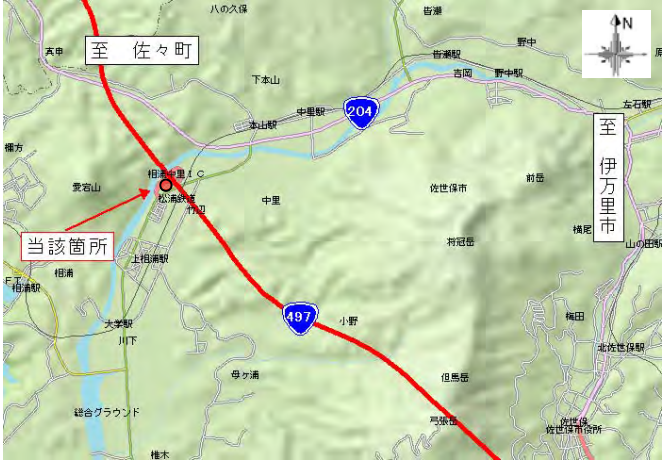 八の久保
皆瀬
N
真申
至 佐々町
皆瀬駅
野中
吉岡
野中駅
下本山
中里駅
204
左石駅
本山駅
至 伊万里市
棚方
相浦中里IC
愛宕山
松浦鉄道
竹辺
中里
佐世保市
前岳
当該箇所
将冠岳
横尾
山の田駅
上相浦駅
相浦
相浦駅
大学駅
川下
497
小野
梅田
北佐世保駅
母ヶ浦
但馬岳
総合グラウンド
弓張岳
佐世保
佐世保市役所
椎木